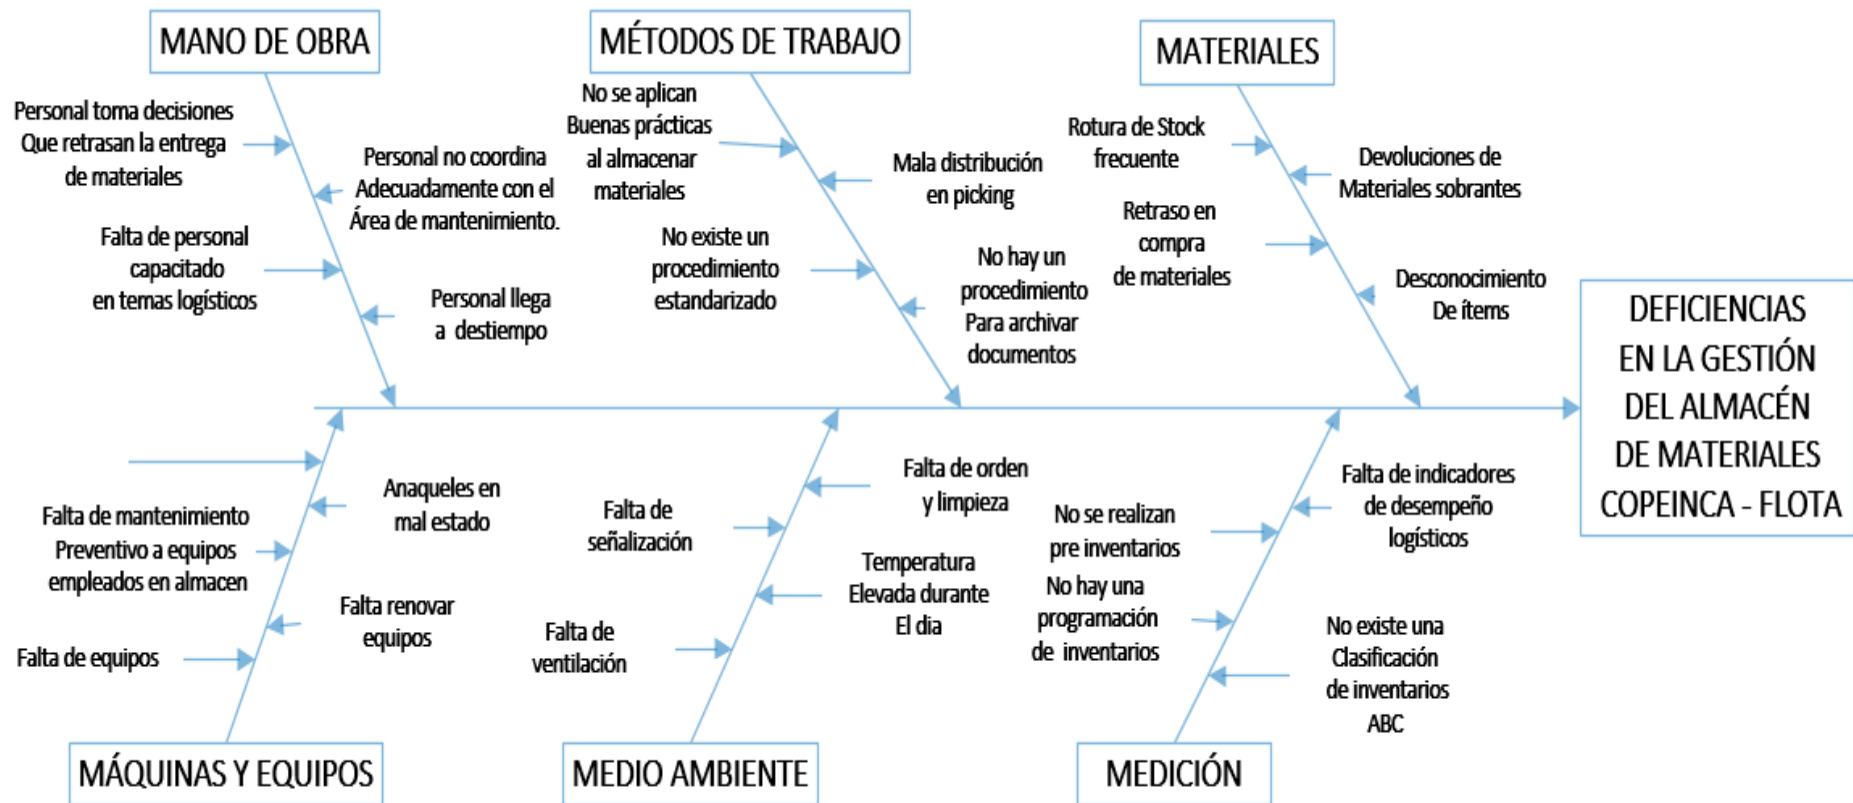 MANO DE OBRA
Personal toma decisiones
Que retrasan la entrega
de materiales
Personal no coordina
Adecuadamente con el
Área de mantenimiento.
Falta de personal
capacitado
en temas logísticos
Personal llega
a destiempo
MÉTODOS DE TRABAJO
No se aplican
Buenas prácticas
al almacenar
materiales
Mala distribución
en picking
No existe un
procedimiento
estandarizado
No hay un
procedimiento
Para archivar
documentos
MATERIALES
Rotura de Stock
frecuente
Devoluciones de
Materiales sobrantes
Retraso en
compra
de materiales
Desconocimiento
De ítems
DEFICIENCIAS
EN LA GESTIÓN
DEL ALMACÉN
DE MATERIALES
COPEINCA - FLOTA
Anaqueles en
mal estado
Falta de mantenimiento
Preventivo a equipos
empleados en almacen
Falta renovar
equipos
Falta de equipos
MÁQUINAS Y EQUIPOS
Falta de orden
y limpieza
Falta de
señalización
Temperatura
Elevada durante
El dia
Falta de
ventilación
MEDIO AMBIENTE
Falta de indicadores
de desempeño
logísticos
No se realizan
pre inventarios
No hay una
programación
de inventarios
No existe una
Clasificación
de inventarios
ABC
MEDICIÓN